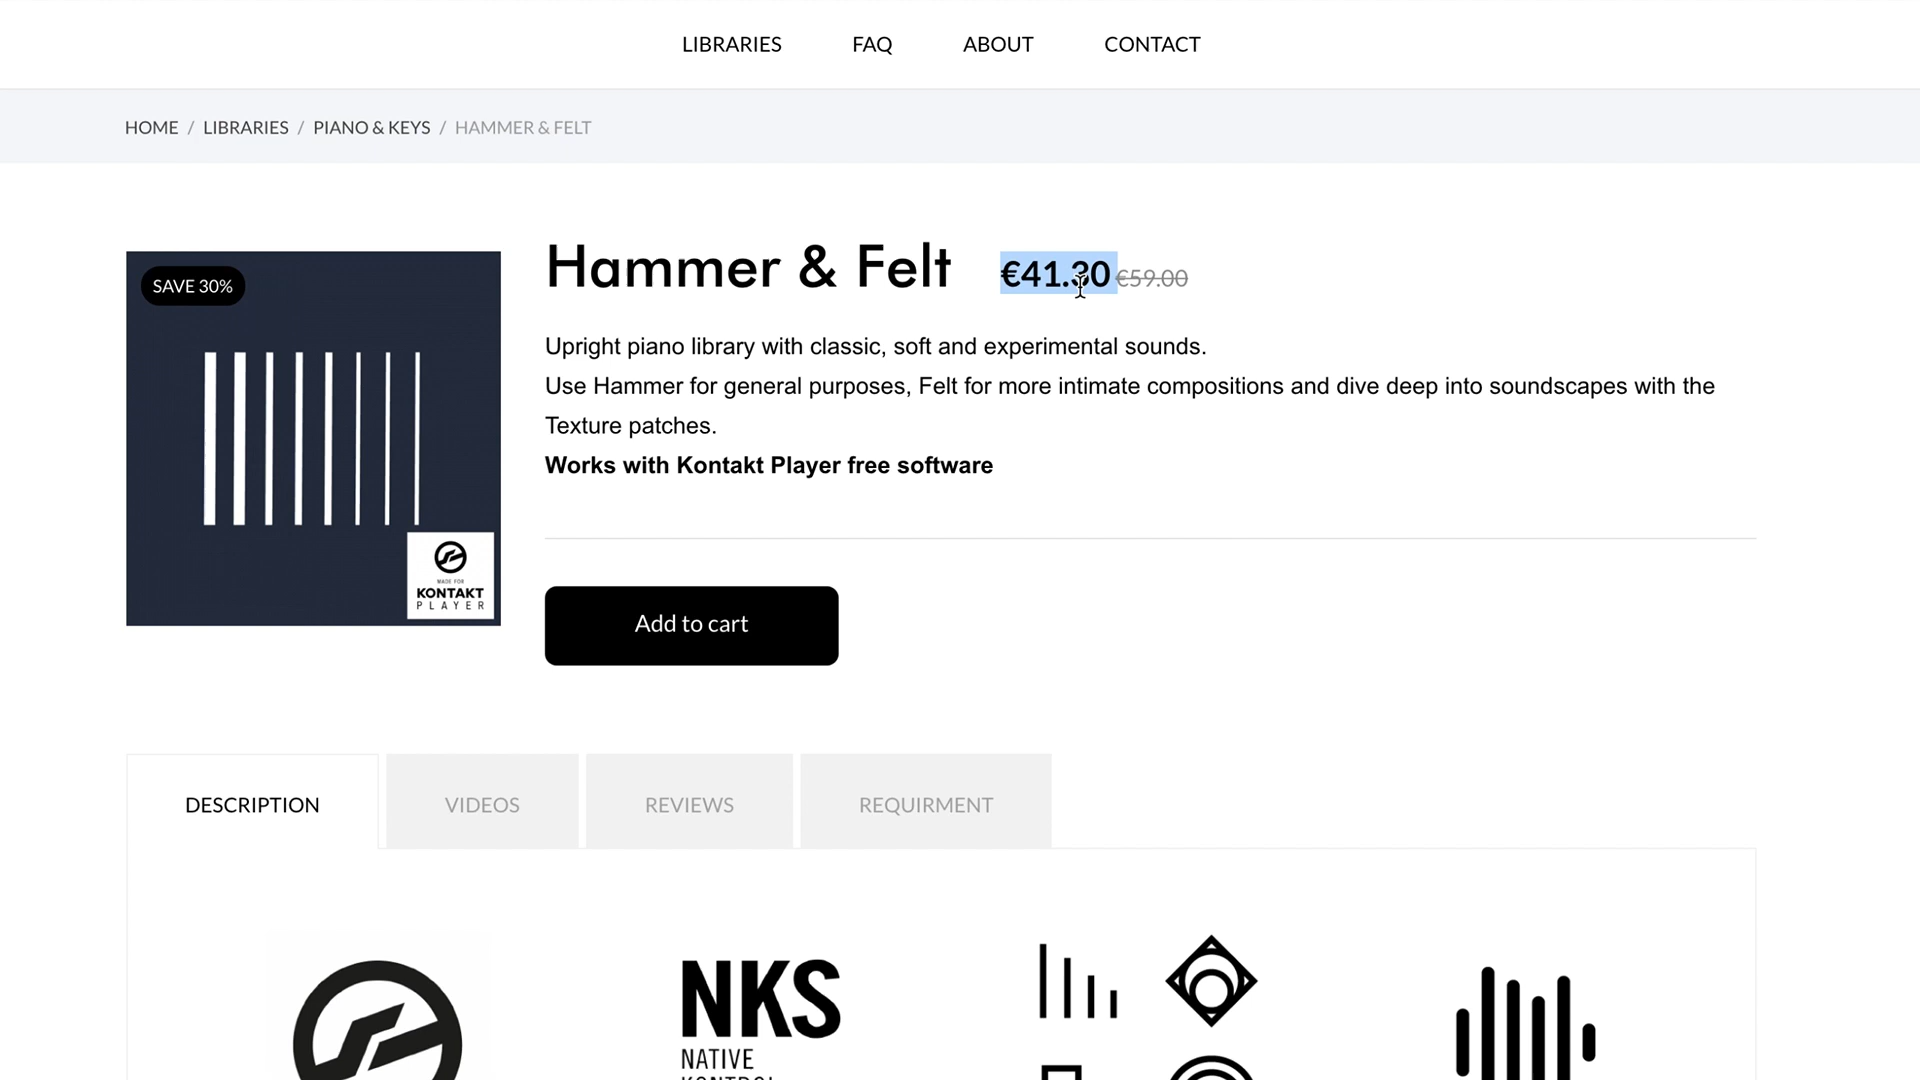 LIBRARIES FAQ ABOUT CONTACT
HOME / LIBRARIES / PIANO & KEYS / HAMMER & FELT
SAVE 30%
MADE FOR
KONTAKT
PLAYER
Hammer & Felt €41.30 €59.00
Upright piano library with classic, soft and experimental sounds.
Use Hammer for general purposes, Felt for more intimate compositions and dive deep into soundscapes with the
Texture patches.
Works with Kontakt Player free software
Add to cart
DESCRIPTION VIDEOS REVIEWS REQUIRMENT
NKS
NATIVE
KONTROL